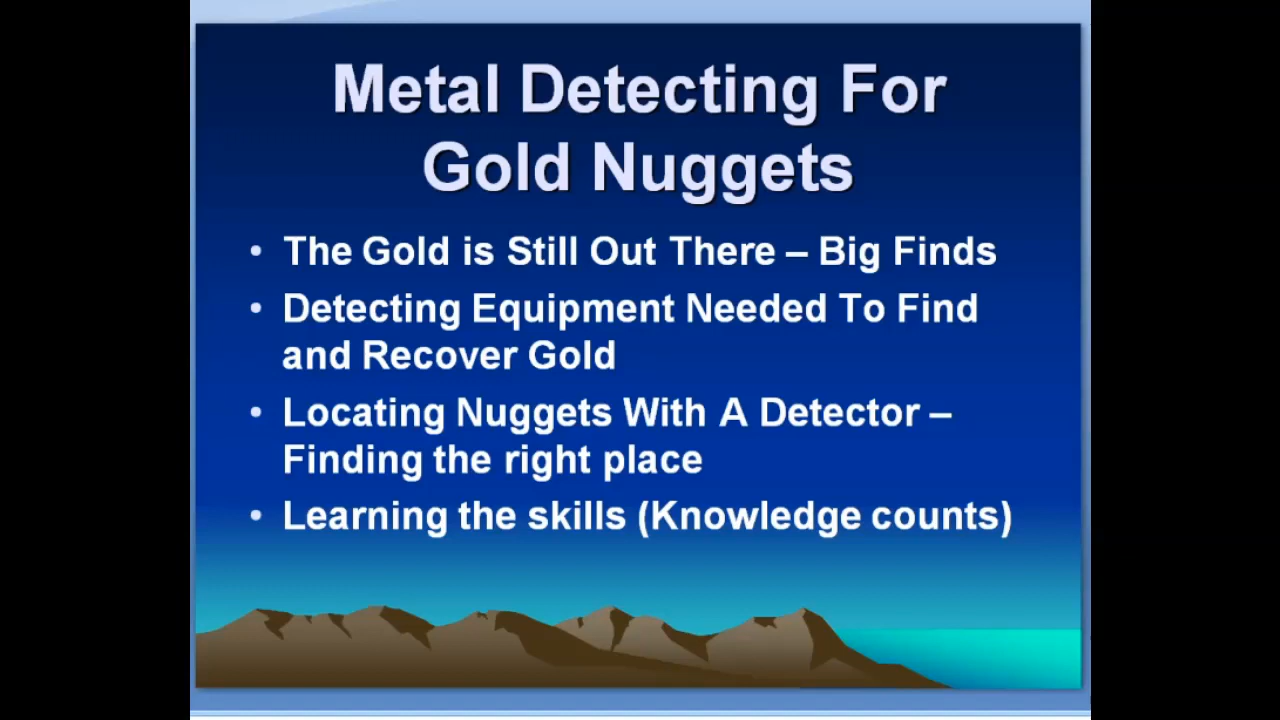 Metal Detecting For
Gold Nuggets
• The Gold is Still Out There – Big Finds
• Detecting Equipment Needed To Find
and Recover Gold
• Locating Nuggets With A Detector –
Finding the right place
• Learning the skills (Knowledge counts)